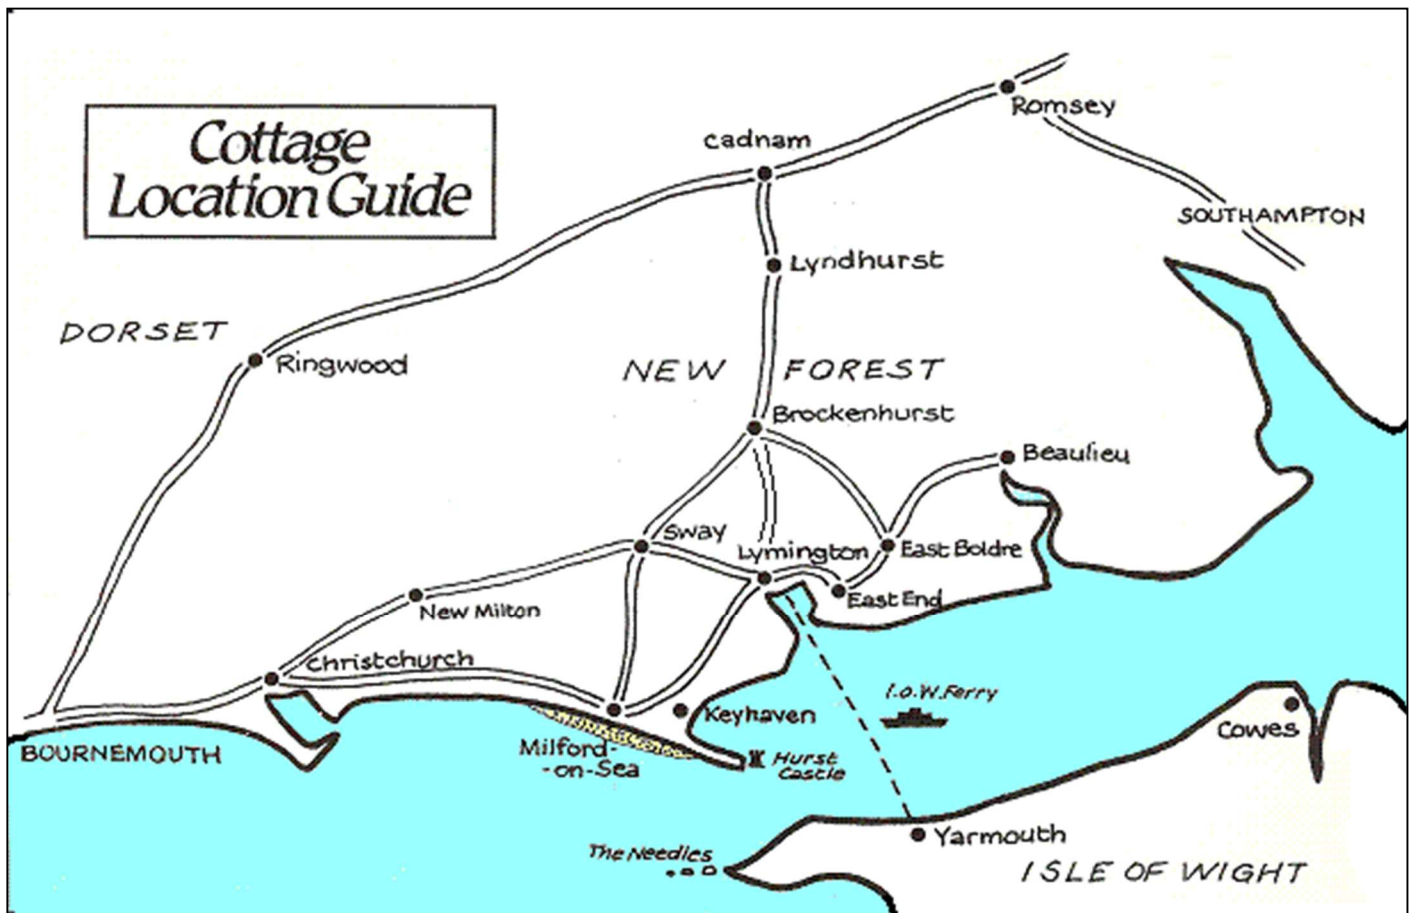 Cottage
Location Guide
Romsey
Cadnam
SOUTHAMPTON
Lyndhurst
DORSET
Ringwood
NEW FOREST
Brockenhurst
Beaulieu
Sway
Lymington
East Boldre
East End
New Milton
Christchurch
I.o.W. Ferry
Keyhaven
Cowes
BOURNEMOUTH
Milford-
-on-Sea
Hurst
Castle
Yarmouth
The Needles
ISLE OF WIGHT